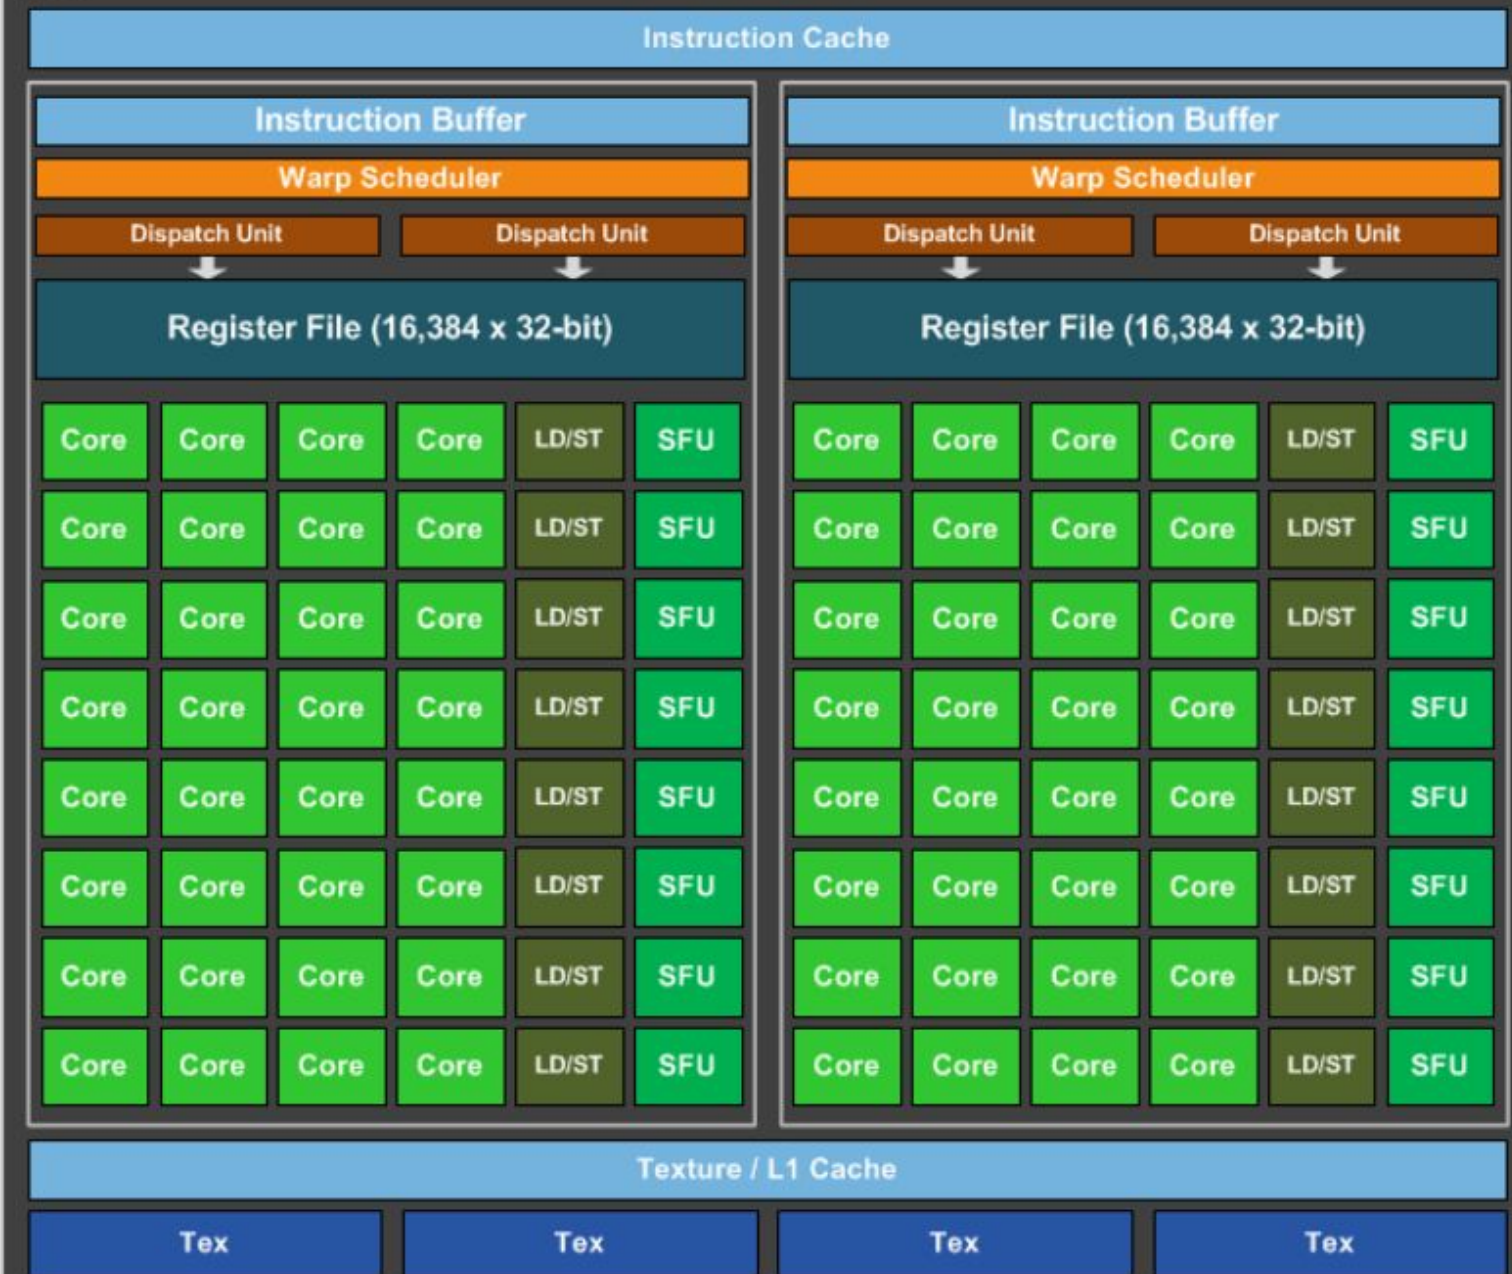 Instruction Cache
Instruction Buffer Instruction Buffer
Warp Scheduler Warp Scheduler
Dispatch Unit Dispatch Unit Dispatch Unit Dispatch Unit
Register File (16,384 x 32-bit) Register File (16,384 x 32-bit)
Core Core Core Core LD/ST SFU Core Core Core Core LD/ST SFU
Core Core Core Core LD/ST SFU Core Core Core Core LD/ST SFU
Core Core Core Core LD/ST SFU Core Core Core Core LD/ST SFU
Core Core Core Core LD/ST SFU Core Core Core Core LD/ST SFU
Core Core Core Core LD/ST SFU Core Core Core Core LD/ST SFU
Core Core Core Core LD/ST SFU Core Core Core Core LD/ST SFU
Core Core Core Core LD/ST SFU Core Core Core Core LD/ST SFU
Core Core Core Core LD/ST SFU Core Core Core Core LD/ST SFU
Texture / L1 Cache
Tex Tex Tex Tex